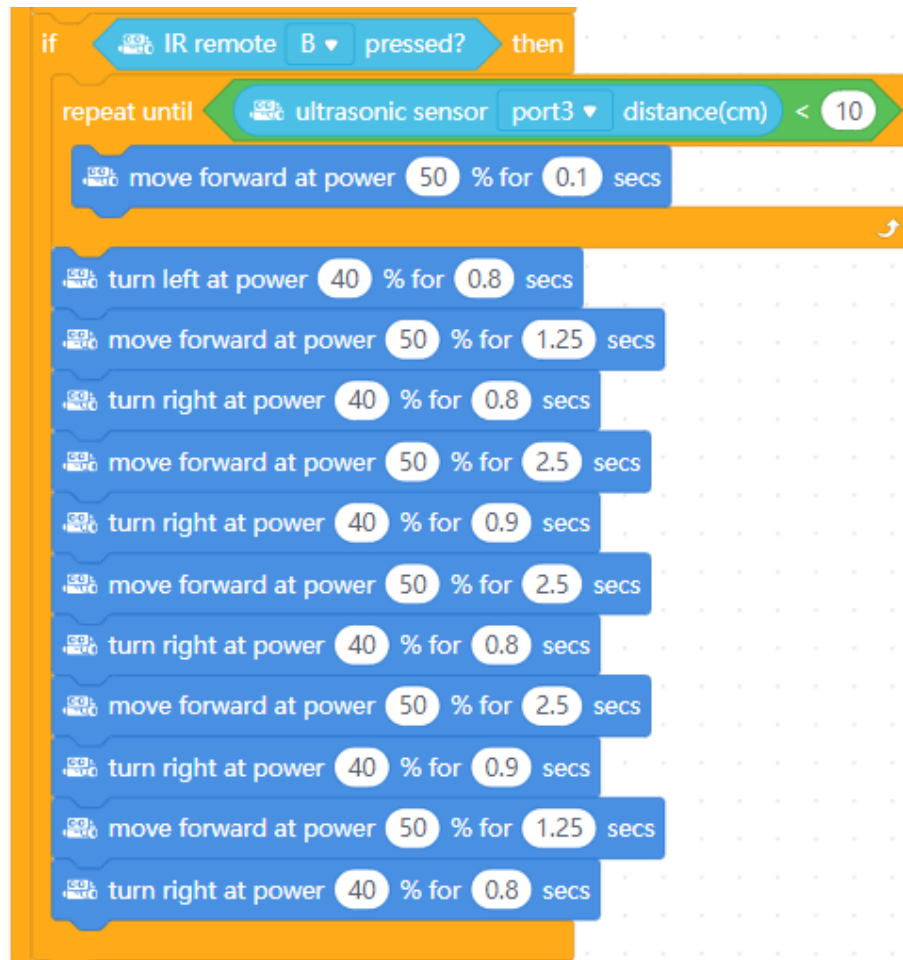 if IR remote B pressed? then
repeat until ultrasonic sensor port3 distance(cm) < 10
move forward at power 50 % for 0.1 secs
turn left at power 40 % for 0.8 secs
move forward at power 50 % for 1.25 secs
turn right at power 40 % for 0.8 secs
move forward at power 50 % for 2.5 secs
turn right at power 40 % for 0.9 secs
move forward at power 50 % for 2.5 secs
turn right at power 40 % for 0.8 secs
move forward at power 50 % for 2.5 secs
turn right at power 40 % for 0.9 secs
move forward at power 50 % for 1.25 secs
turn right at power 40 % for 0.8 secs